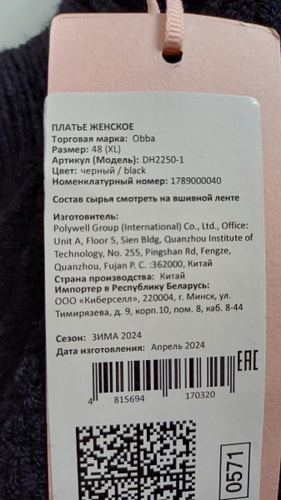 ПЛАТЬЕ ЖЕНСКОЕ
Торговая марка: Obba
Размер: 48 (XL)
Артикул (Модель): DH2250-1
Цвет: черный / black
Номенклатурный номер: 1789000040
Состав сырья смотреть на вшивной ленте
Изготовитель:
Polywell Group (International) Co., Ltd., Office:
Unit A, Floor 5, Sien Bldg, Quanzhou Institute of
Technology, No. 255, Pingshan Rd, Fengze,
Quanzhou, Fujan P. C. :362000, Китай
Страна производства: Китай
Импортер в Республику Беларусь:
ООО «Киберселл», 220004, г. Минск, ул.
Тимирязева, д. 9, корп.10, пом. 8, каб. 8-44
Сезон: ЗИМА 2024
Дата изготовления: Апрель 2024
EAC
4 815694 170320
0571